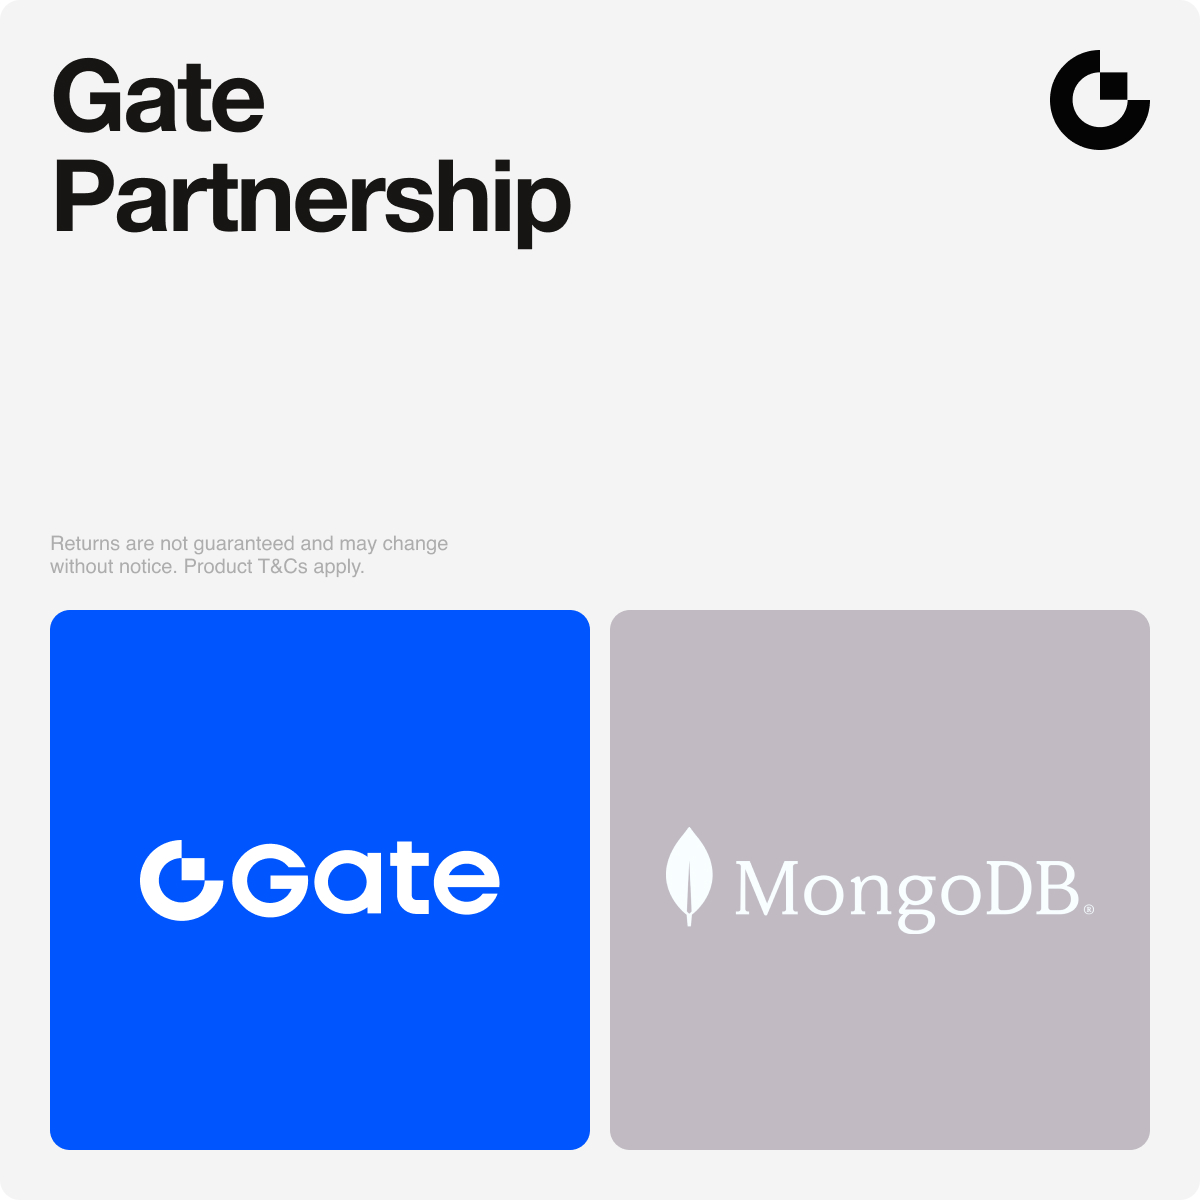 Gate
Partnership
Returns are not guaranteed and may change
without notice. Product T&Cs apply.
Gate
MongoDB®